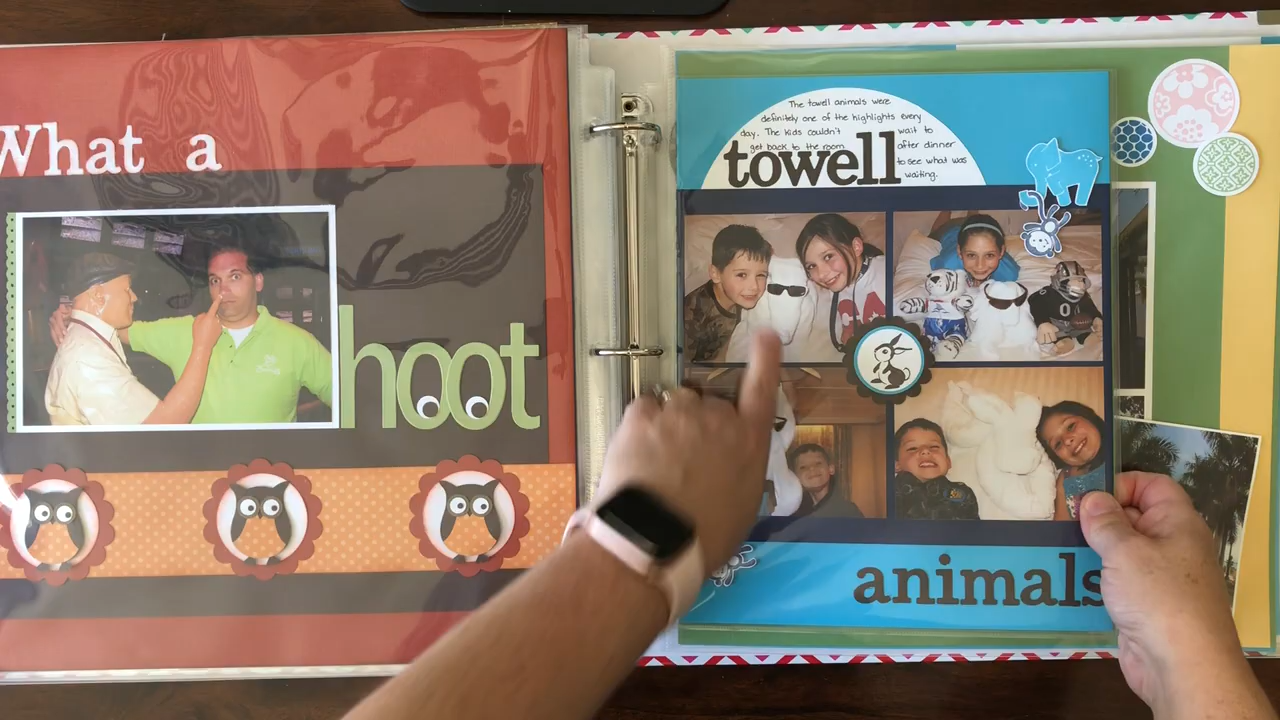 What a
hoot
The towell animals were
definitely one of the highlights every
day. The kids couldn't wait to
get back to the room after dinner
towell to see what was
waiting.
animals